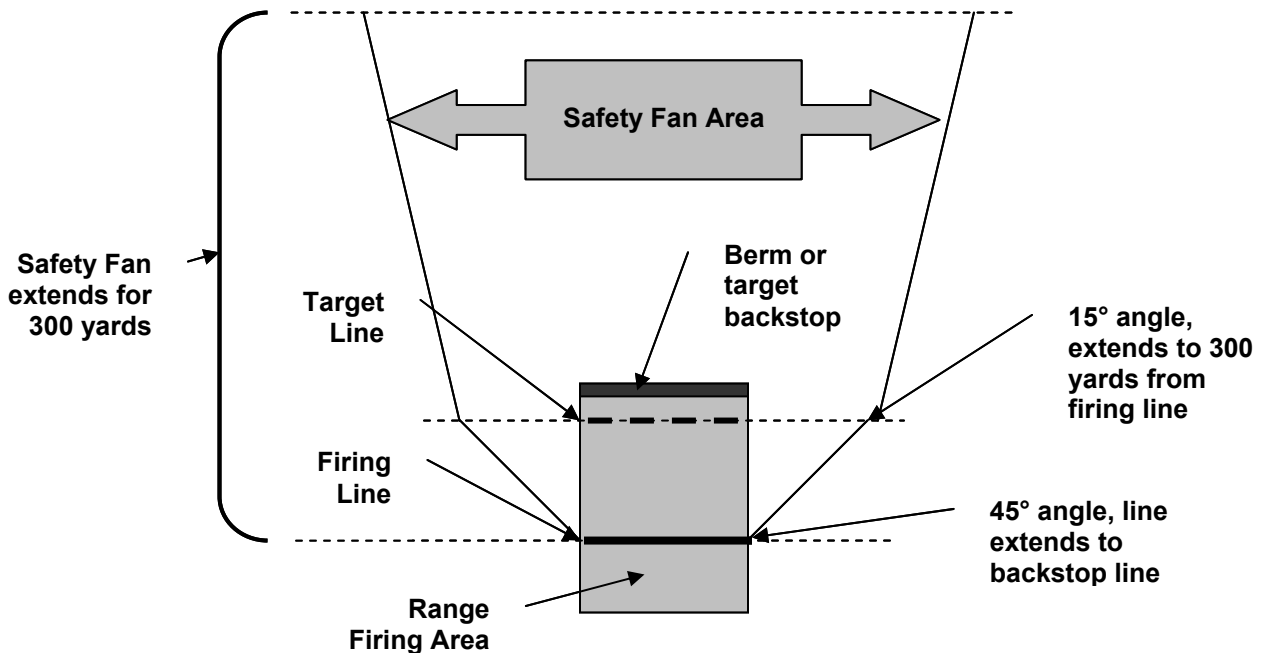 Safety Fan Area
Safety Fan
extends for
300 yards
Berm or
target
backstop
Target
Line
15° angle,
extends to 300
yards from
firing line
Firing
Line
45° angle, line
extends to
backstop line
Range
Firing Area